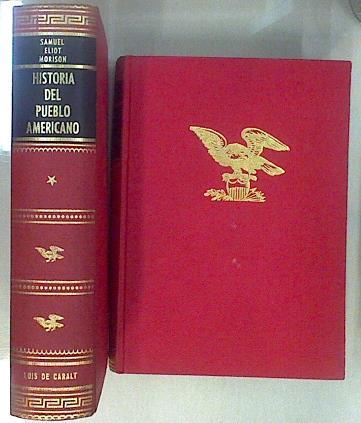 SAMUEL
ELIOT
MORISON
HISTORIA
DEL
PUEBLO
AMERICANO
LUIS DE CARALT